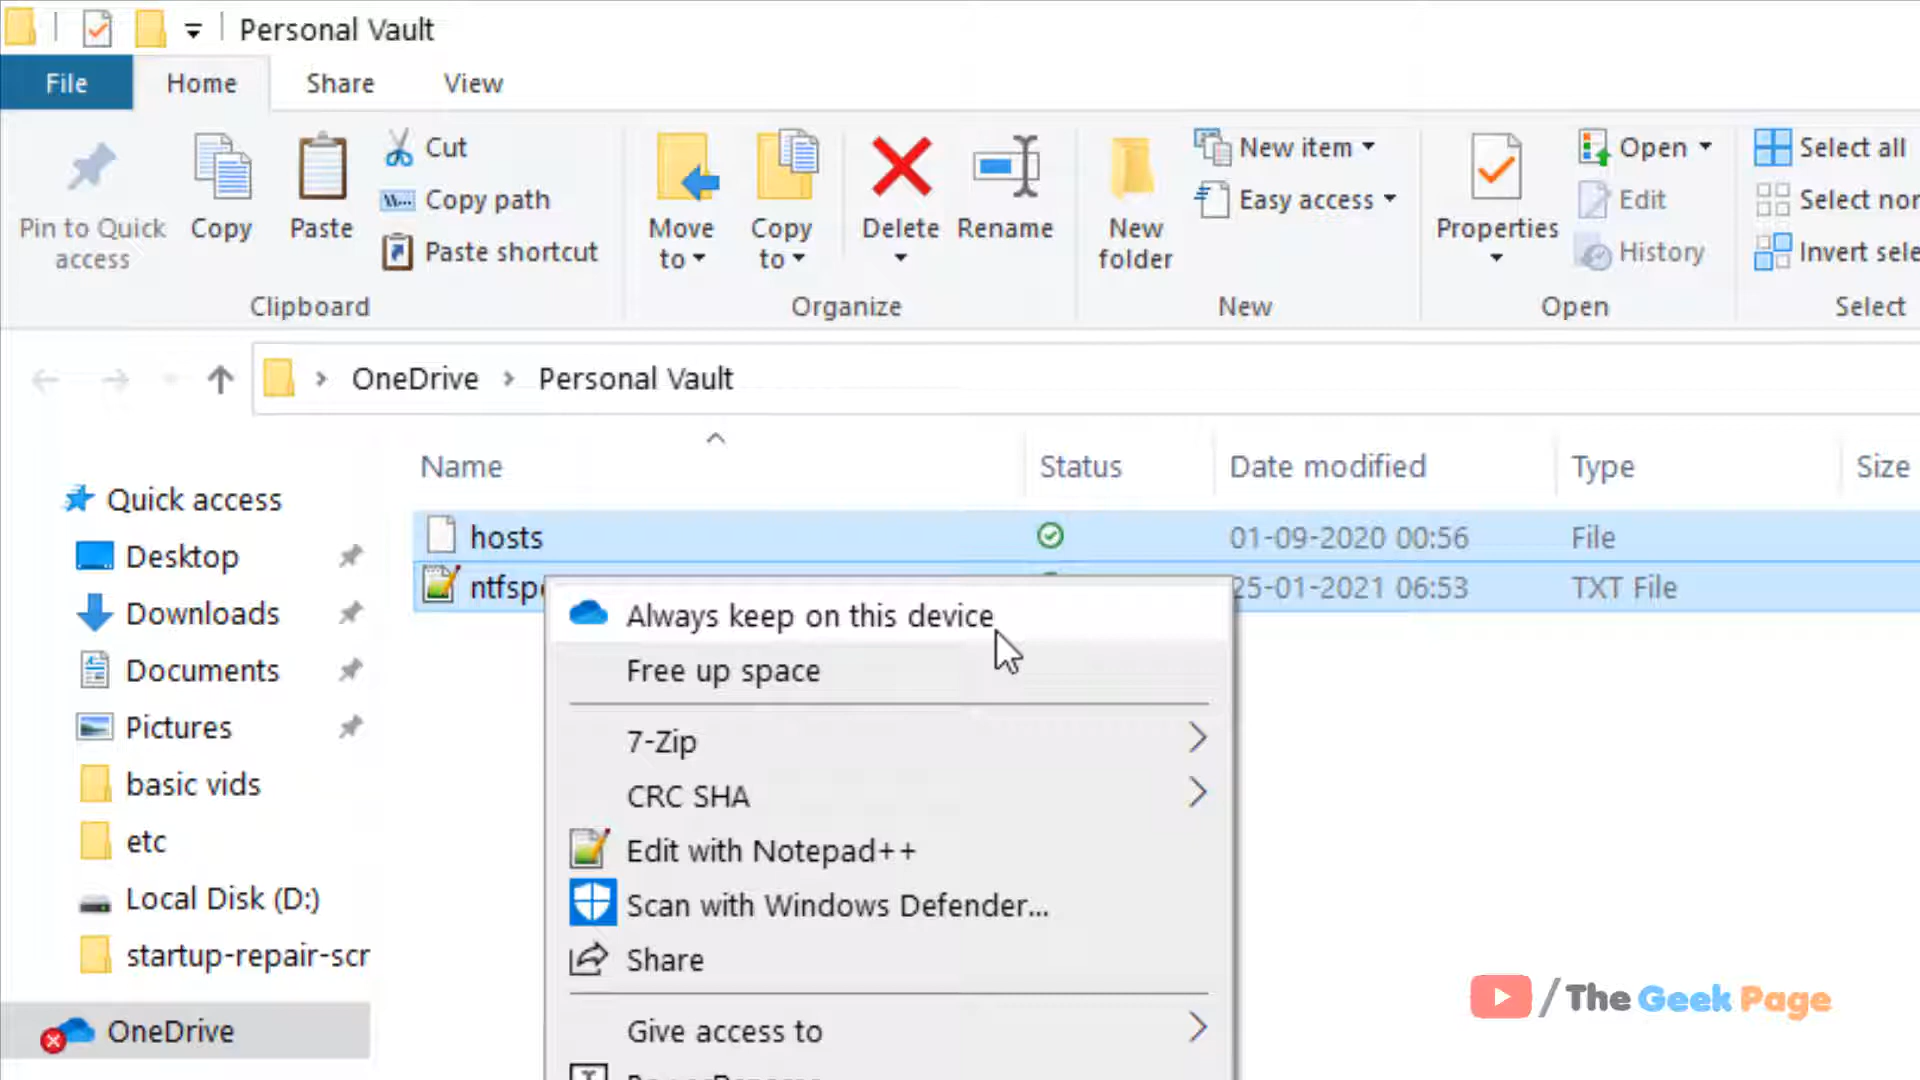 Personal Vault
File Home Share View
Pin to Quick access
Copy
Paste
Cut
Copy path
Paste shortcut
Clipboard
Move to
Copy to
Delete
Rename
Organize
New folder
New item
Easy access
New
Properties
Open
Edit
History
Open
Select all
Select nor
Invert sele
Select
OneDrive > Personal Vault
Name Status Date modified Type Size
hosts 01-09-2020 00:56 File
ntfsp 25-01-2021 06:53 TXT File
Quick access
Desktop
Downloads
Documents
Pictures
basic vids
etc
Local Disk (D:)
startup-repair-scr
OneDrive
Always keep on this device
Free up space
7-Zip
CRC SHA
Edit with Notepad++
Scan with Windows Defender...
Share
Give access to
/The Geek Page